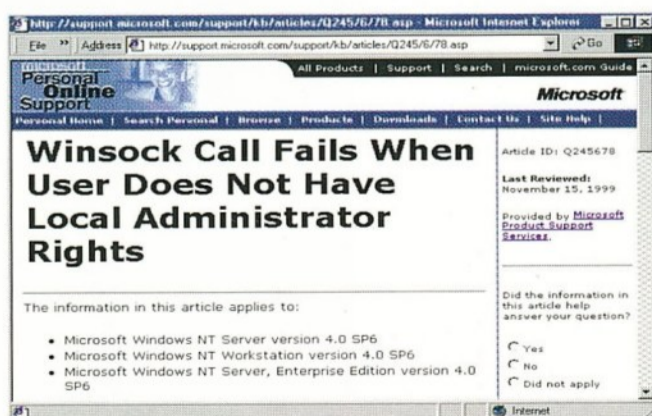 http://support.microsoft.com/support/kb/articles/Q245/6/78.asp - Microsoft Internet Explorer
File » Address http://support.microsoft.com/support/kb/articles/Q245/6/78.asp Go
All Products | Support | Search | microsoft.com Guide
microsoft
Personal
Online
Support
Microsoft
Personal Home | Search Personal | Browse | Products | Downloads | Contact Us | Site Help |
Winsock Call Fails When
User Does Not Have
Local Administrator
Rights
The information in this article applies to:
• Microsoft Windows NT Server version 4.0 SP6
• Microsoft Windows NT Workstation version 4.0 SP6
• Microsoft Windows NT Server, Enterprise Edition version 4.0
SP6
Article ID: Q245678
Last Reviewed:
November 15, 1999
Provided by Microsoft
Product Support
Services.
Did the information in
this article help
answer your question?
Yes
No
Did not apply
Internet